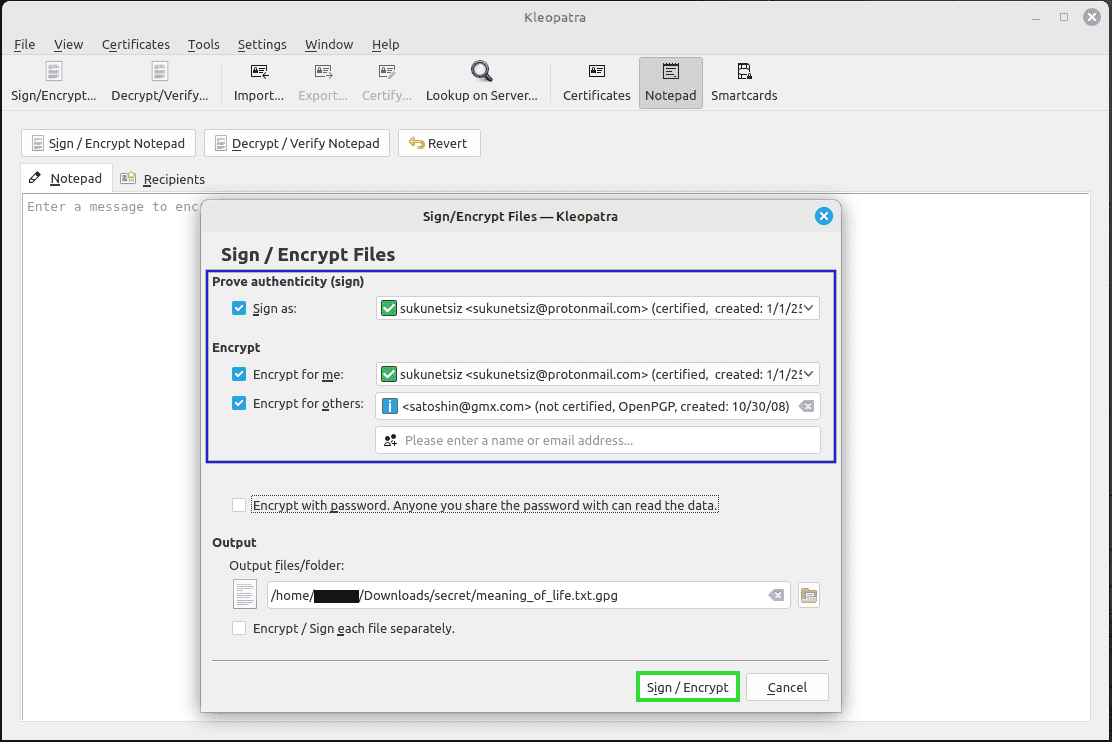 Kleopatra
File View Certificates Tools Settings Window Help
Sign/Encrypt... Decrypt/Verify... Import... Export... Certify... Lookup on Server... Certificates Notepad Smartcards
Sign / Encrypt Notepad Decrypt / Verify Notepad Revert
Notepad Recipients
Enter a message to enc
Sign/Encrypt Files — Kleopatra
Sign / Encrypt Files
Prove authenticity (sign)
Sign as: sukunetsiz <sukunetsiz@protonmail.com> (certified, created: 1/1/25
Encrypt
Encrypt for me: sukunetsiz <sukunetsiz@protonmail.com> (certified, created: 1/1/25
Encrypt for others: <satoshin@gmx.com> (not certified, OpenPGP, created: 10/30/08)
Please enter a name or email address...
Encrypt with password. Anyone you share the password with can read the data.
Output
Output files/folder:
/home/ /Downloads/secret/meaning_of_life.txt.gpg
Encrypt / Sign each file separately.
Sign / Encrypt Cancel